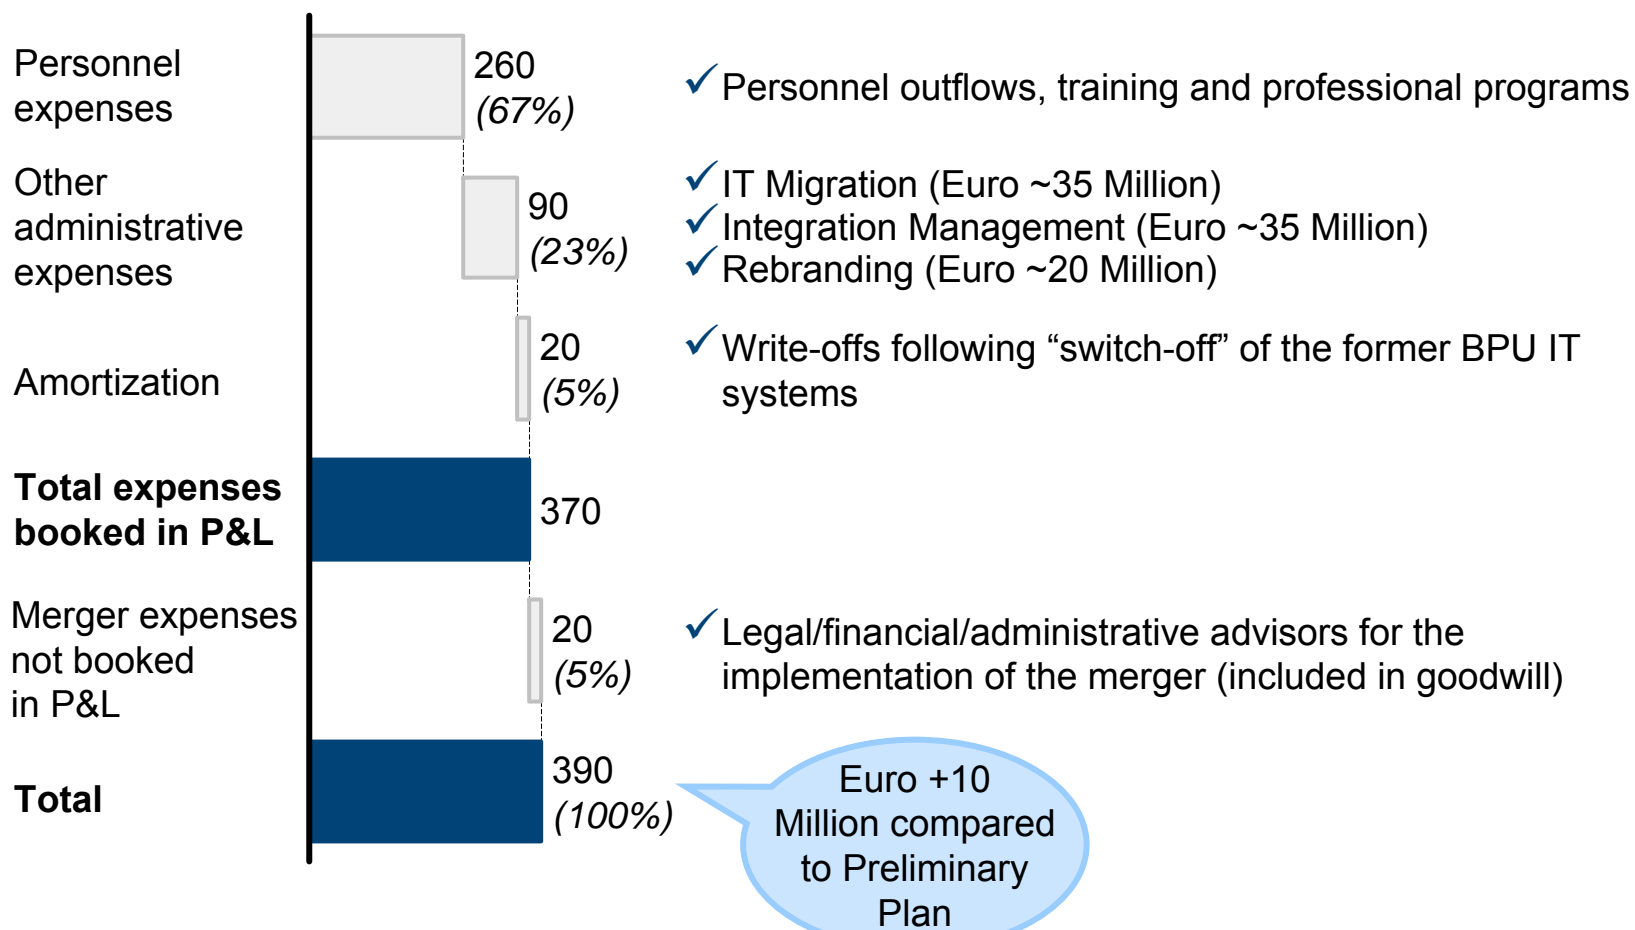 Personnel
expenses
260
(67%)
✓ Personnel outflows, training and professional programs
Other
administrative
expenses
90
(23%)
✓ IT Migration (Euro ~35 Million)
✓ Integration Management (Euro ~35 Million)
✓ Rebranding (Euro ~20 Million)
Amortization
20
(5%)
✓ Write-offs following “switch-off” of the former BPU IT
systems
Total expenses
booked in P&L
370
Merger expenses
not booked
in P&L
20
(5%)
✓ Legal/financial/administrative advisors for the
implementation of the merger (included in goodwill)
Total
390
(100%)
Euro +10
Million compared
to Preliminary
Plan